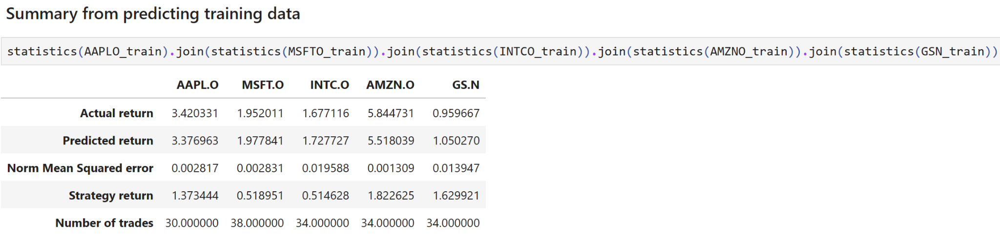 Summary from predicting training data
statistics(AAPLO_train).join(statistics(MSFTO_train)).join(statistics(INTCO_train)).join(statistics(AMZNO_train)).join(statistics(GSN_train))
AAPL.O MSFT.O INTC.O AMZN.O GS.N
Actual return 3.420331 1.952011 1.677116 5.844731 0.959667
Predicted return 3.376963 1.977841 1.727727 5.518039 1.050270
Norm Mean Squared error 0.002817 0.002831 0.019588 0.001309 0.013947
Strategy return 1.373444 0.518951 0.514628 1.822625 1.629921
Number of trades 30.000000 38.000000 34.000000 34.000000 34.000000